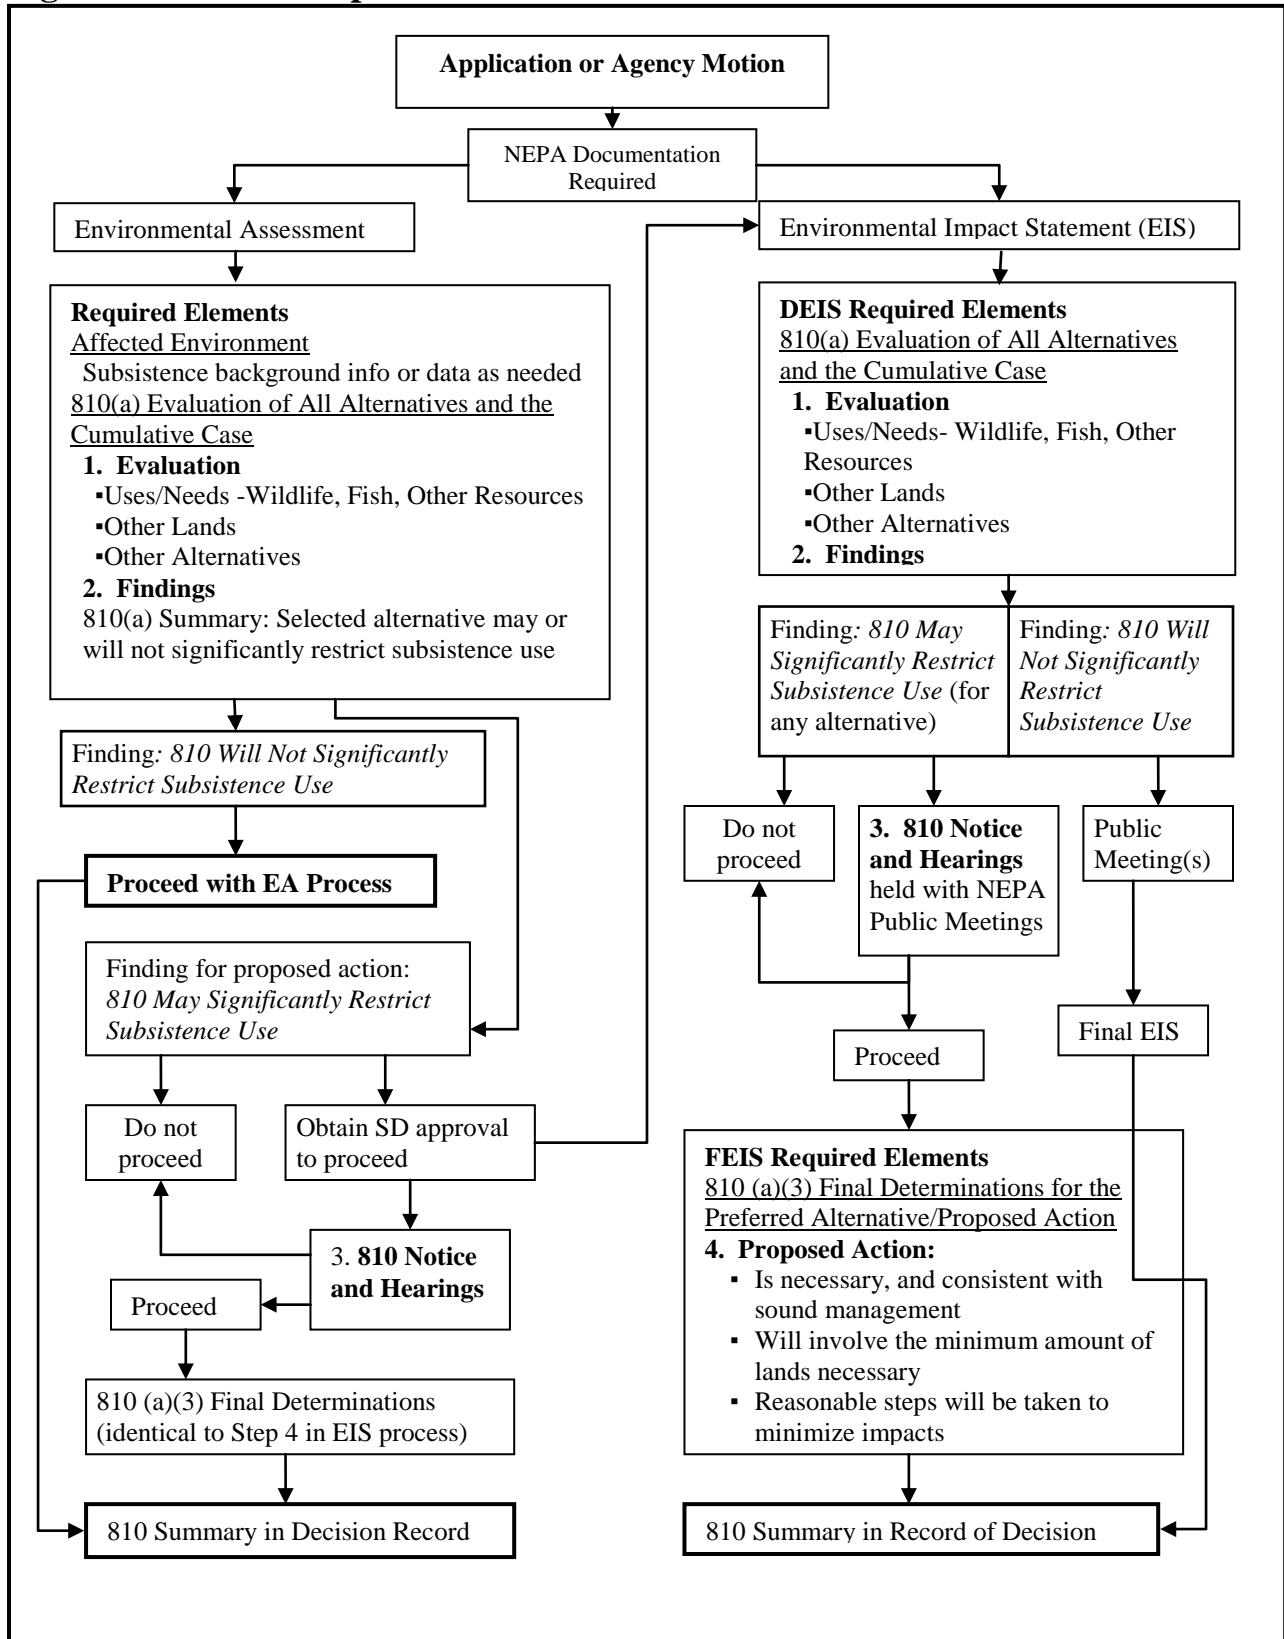 Application or Agency Motion
NEPA Documentation
Required
Environmental Assessment
Required Elements
Affected Environment
Subsistence background info or data as needed
810(a) Evaluation of All Alternatives and the
Cumulative Case
1. Evaluation
▪Uses/Needs -Wildlife, Fish, Other Resources
▪Other Lands
▪Other Alternatives
2. Findings
810(a) Summary: Selected alternative may or
will not significantly restrict subsistence use
Finding: 810 Will Not Significantly
Restrict Subsistence Use
Proceed with EA Process
Finding for proposed action:
810 May Significantly Restrict
Subsistence Use
Do not
proceed
Obtain SD approval
to proceed
3. 810 Notice
and Hearings
Proceed
810 (a)(3) Final Determinations
(identical to Step 4 in EIS process)
810 Summary in Decision Record
Environmental Impact Statement (EIS)
DEIS Required Elements
810(a) Evaluation of All Alternatives
and the Cumulative Case
1. Evaluation
▪Uses/Needs- Wildlife, Fish, Other
Resources
▪Other Lands
▪Other Alternatives
2. Findings
Finding: 810 May
Significantly Restrict
Subsistence Use (for
any alternative)
Finding: 810 Will
Not Significantly
Restrict
Subsistence Use
Do not
proceed
3. 810 Notice
and Hearings
held with NEPA
Public Meetings
Public
Meeting(s)
Proceed
Final EIS
FEIS Required Elements
810 (a)(3) Final Determinations for the
Preferred Alternative/Proposed Action
4. Proposed Action:
▪ Is necessary, and consistent with
sound management
▪ Will involve the minimum amount of
lands necessary
▪ Reasonable steps will be taken to
minimize impacts
810 Summary in Record of Decision